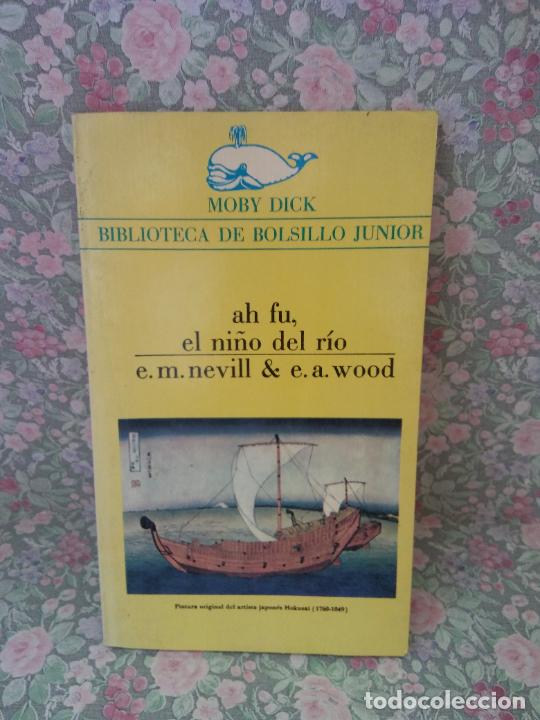 MOBY DICK
BIBLIOTECA DE BOLSILLO JUNIOR
ah fu,
el niño del río
e.m.nevill & e.a.wood
Pintura original del artista japonés Hokusai (1760-1849)
todocoleccion